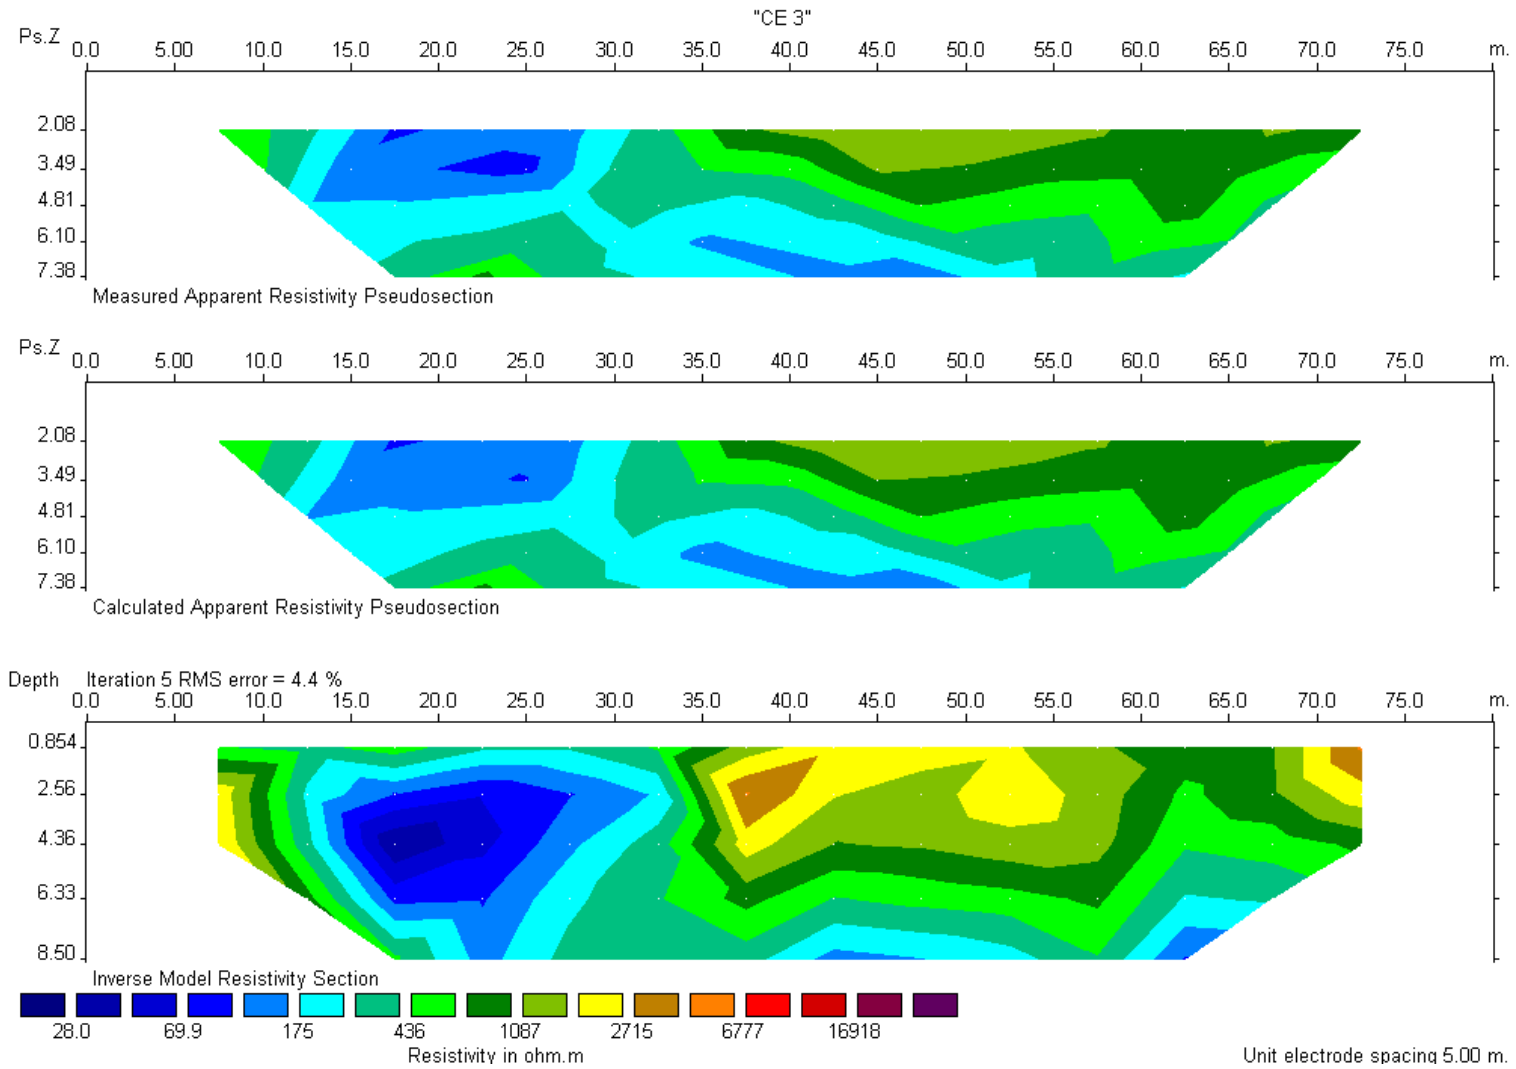 "CE 3"
Ps.Z 0.0 5.00 10.0 15.0 20.0 25.0 30.0 35.0 40.0 45.0 50.0 55.0 60.0 65.0 70.0 75.0 m.
2.08
3.49
4.81
6.10
7.38
Measured Apparent Resistivity Pseudosection
Ps.Z 0.0 5.00 10.0 15.0 20.0 25.0 30.0 35.0 40.0 45.0 50.0 55.0 60.0 65.0 70.0 75.0 m.
2.08
3.49
4.81
6.10
7.38
Calculated Apparent Resistivity Pseudosection
Depth Iteration 5 RMS error = 4.4 %
0.0 5.00 10.0 15.0 20.0 25.0 30.0 35.0 40.0 45.0 50.0 55.0 60.0 65.0 70.0 75.0 m.
0.854
2.56
4.36
6.33
8.50
Inverse Model Resistivity Section
28.0 69.9 175 436 1087 2715 6777 16918
Resistivity in ohm.m Unit electrode spacing 5.00 m.